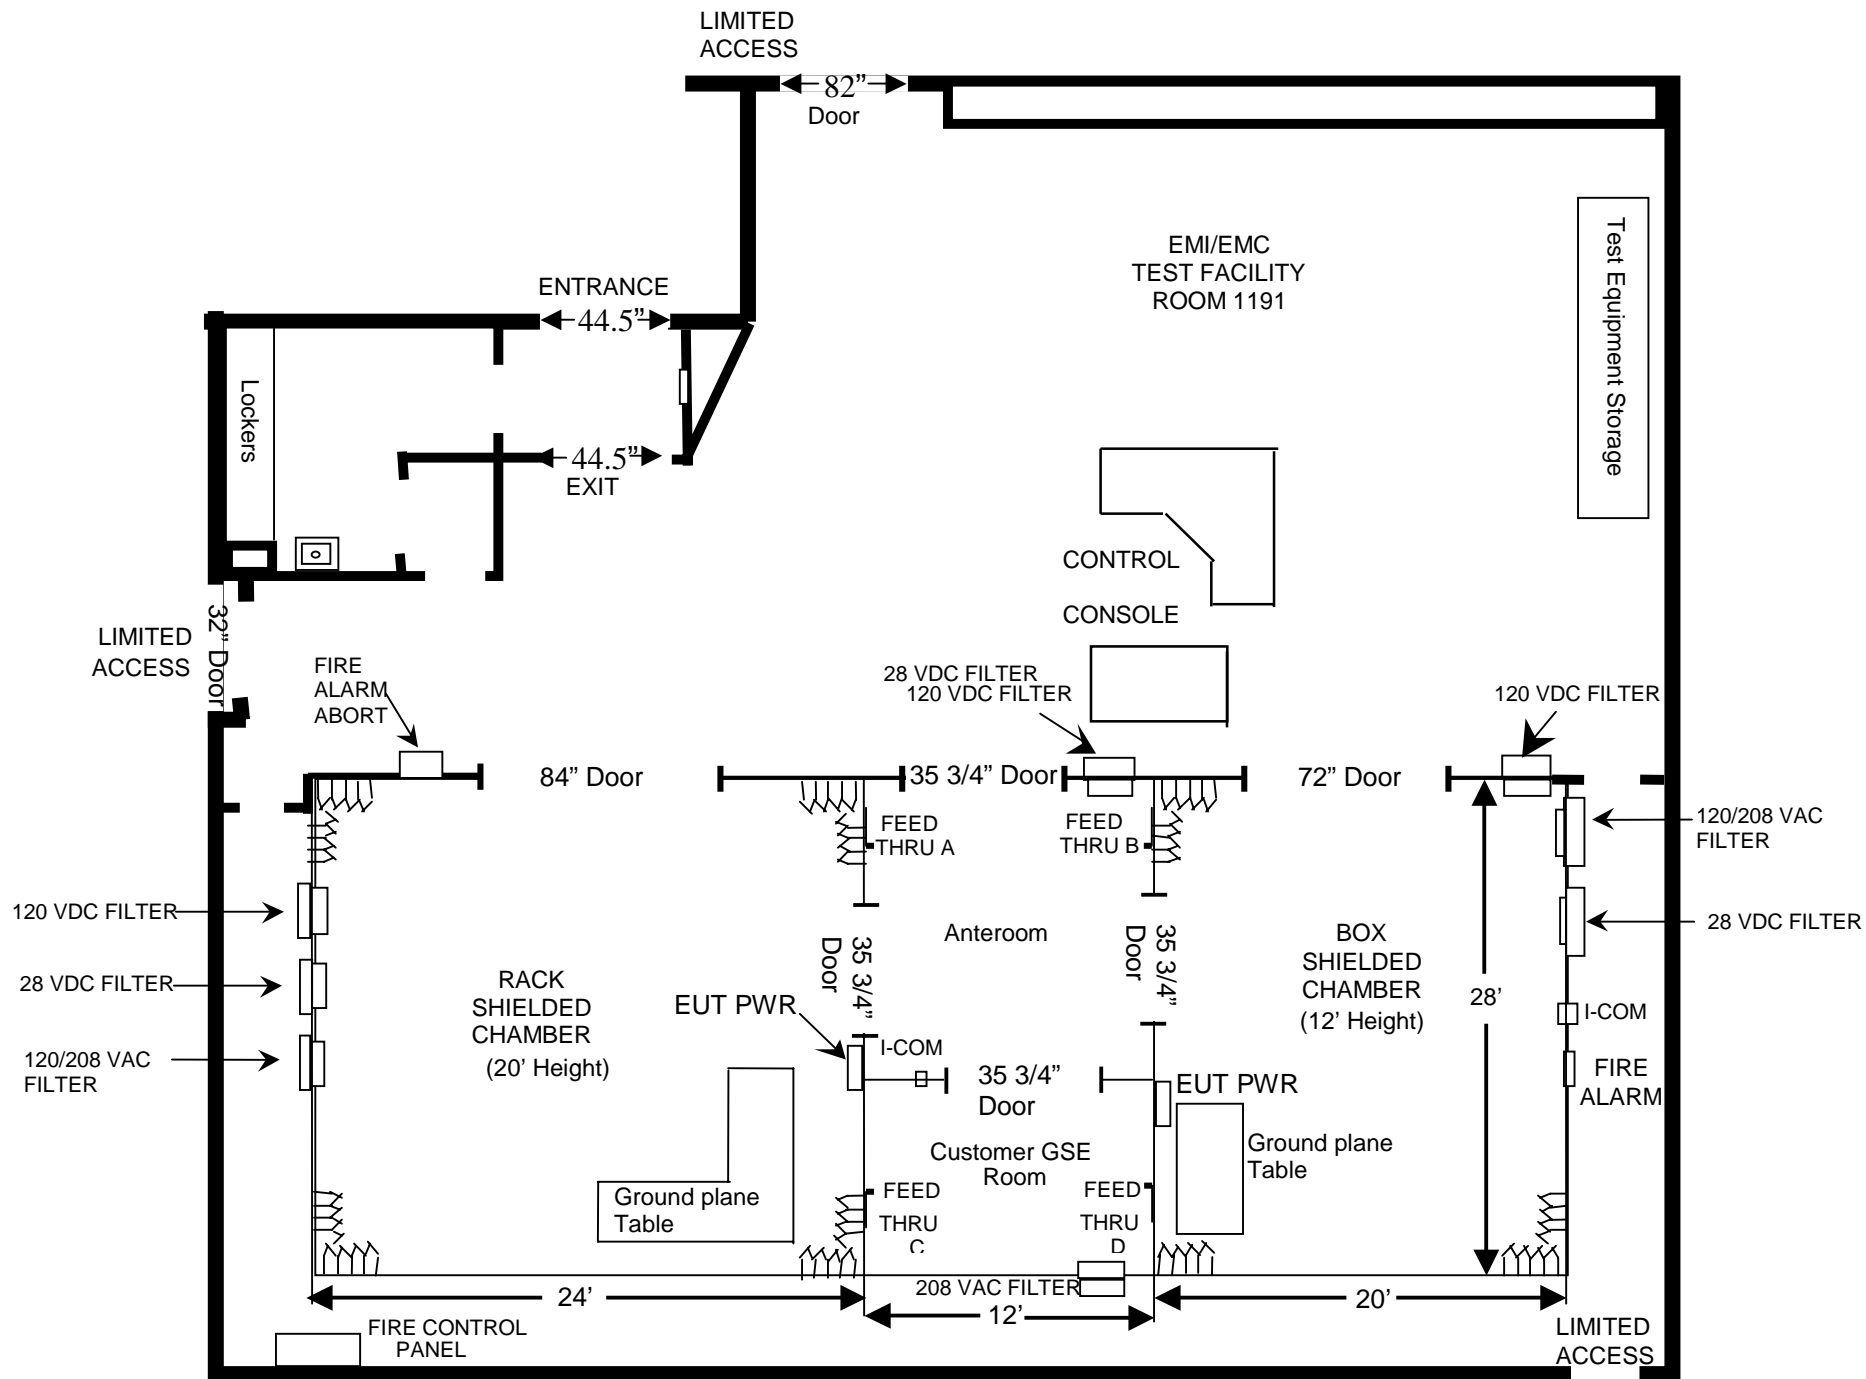 LIMITED
ACCESS
82”
Door
EMI/EMC
TEST FACILITY
ROOM 1191
Test Equipment Storage
ENTRANCE
44.5”
Lockers
44.5”
EXIT
CONTROL
CONSOLE
32” Door
LIMITED
ACCESS
FIRE
ALARM
ABORT
28 VDC FILTER
120 VDC FILTER
120 VDC FILTER
84” Door
35 3/4” Door
72” Door
FEED
THRU A
FEED
THRU B
120/208 VAC
FILTER
120 VDC FILTER
28 VDC FILTER
120/208 VAC
FILTER
RACK
SHIELDED
CHAMBER
(20’ Height)
35 3/4”
Door
Anteroom
35 3/4”
Door
BOX
SHIELDED
CHAMBER
(12’ Height)
28’
28 VDC FILTER
I-COM
FIRE
ALARM
EUT PWR
I-COM
35 3/4”
Door
EUT PWR
Ground plane
Table
Customer GSE
Room
Ground plane
Table
FEED
THRU
C
FEED
THRU
D
208 VAC FILTER
24’
12’
20’
FIRE CONTROL
PANEL
LIMITED
ACCESS